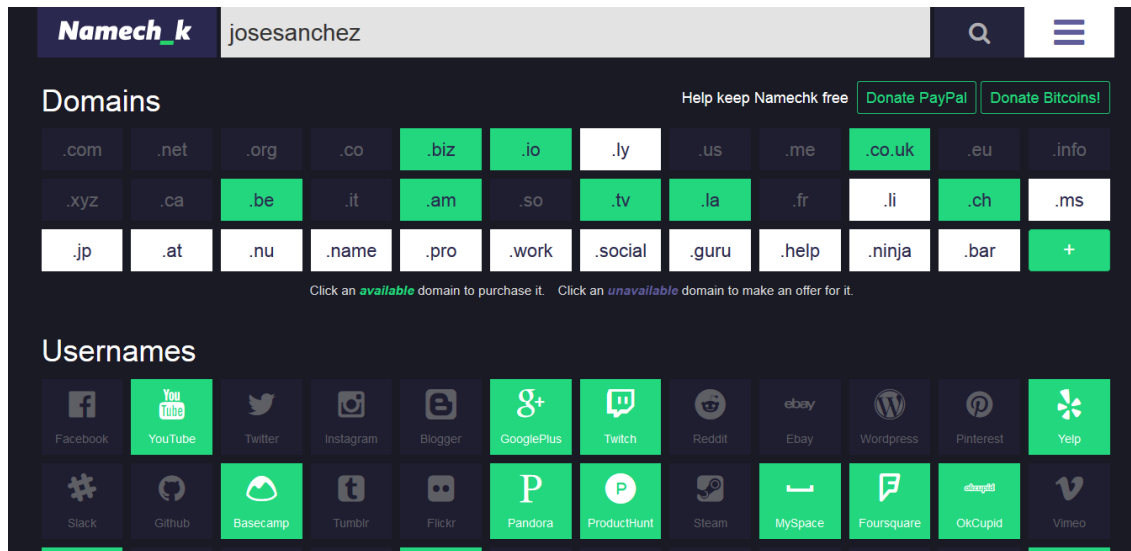 Namech_k josesanchez
Domains Help keep Namechk free Donate PayPal Donate Bitcoins!
.com .net .org .co .biz .io .ly .us .me .co.uk .eu .info
.xyz .ca .be .it .am .so .tv .la .fr .li .ch .ms
.jp .at .nu .name .pro .work .social .guru .help .ninja .bar +
Click an available domain to purchase it. Click an unavailable domain to make an offer for it.
Usernames
You
Tube
g+ ebay
Facebook YouTube Twitter Instagram Blogger GooglePlus Twitch Reddit Ebay Wordpress Pinterest Yelp
P P okcupid
Slack Github Basecamp Tumblr Flickr Pandora ProductHunt Steam MySpace Foursquare OkCupid Vimeo